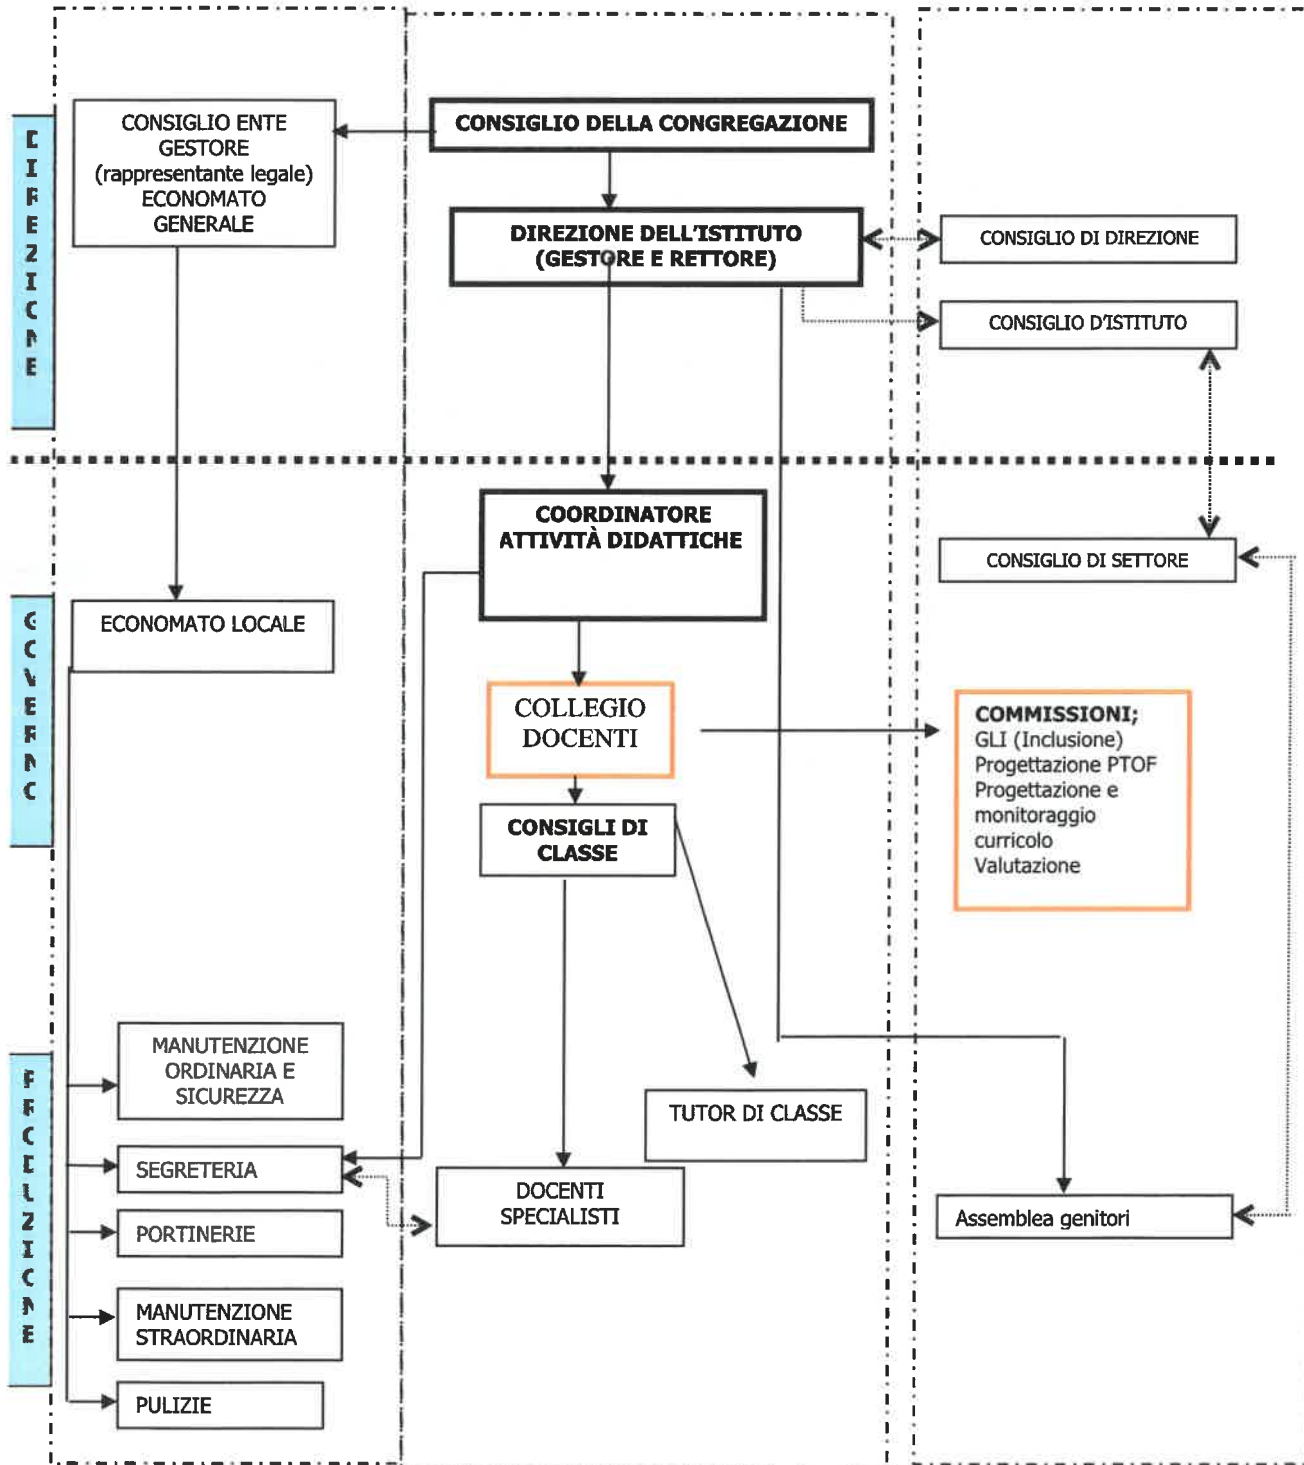 DIREZIONE
CONSIGLIO ENTE
GESTORE
(rappresentante legale)
ECONOMATO
GENERALE
CONSIGLIO DELLA CONGREGAZIONE
DIREZIONE DELL'ISTITUTO
(GESTORE E RETTORE)
CONSIGLIO DI DIREZIONE
CONSIGLIO D'ISTITUTO
GOVERNO
COORDINATORE
ATTIVITÀ DIDATTICHE
CONSIGLIO DI SETTORE
ECONOMATO LOCALE
COLLEGIO
DOCENTI
COMMISSIONI;
GLI (Inclusione)
Progettazione PTOF
Progettazione e
monitoraggio
curricolo
Valutazione
CONSIGLI DI
CLASSE
MANUTENZIONE
ORDINARIA E
SICUREZZA
TUTOR DI CLASSE
SEGRETERIA
DOCENTI
SPECIALISTI
Assemblea genitori
PORTINERIE
MANUTENZIONE
STRAORDINARIA
PULIZIE